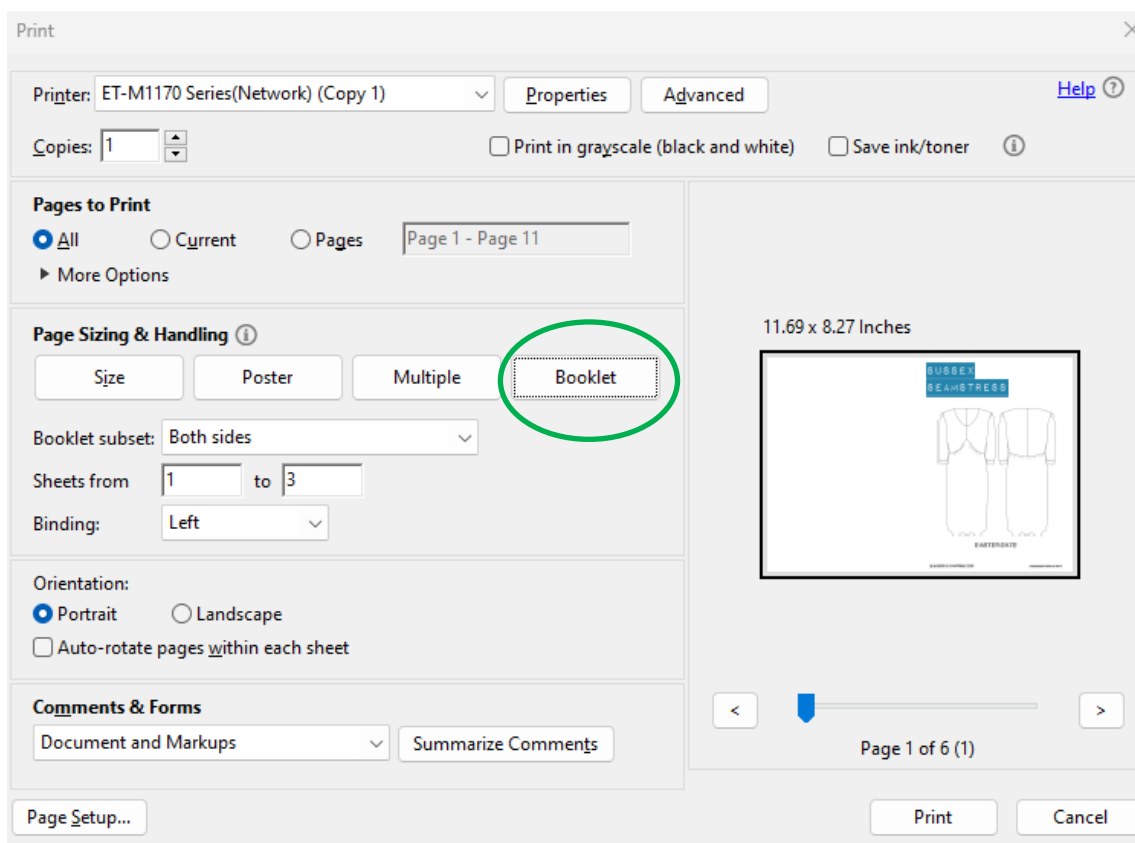 Print
Printer: ET-M1170 Series(Network) (Copy 1) Properties Advanced Help
Copies: 1 Print in grayscale (black and white) Save ink/toner
Pages to Print
All Current Pages Page 1 - Page 11
More Options
Page Sizing & Handling
Size Poster Multiple Booklet
Booklet subset: Both sides
Sheets from 1 to 3
Binding: Left
Orientation:
Portrait Landscape
Auto-rotate pages within each sheet
Comments & Forms
Document and Markups Summarize Comments
11.69 x 8.27 Inches
SUSSEX
SEAMSTRESS
EASTERGATE
< >
Page 1 of 6 (1)
Page Setup... Print Cancel